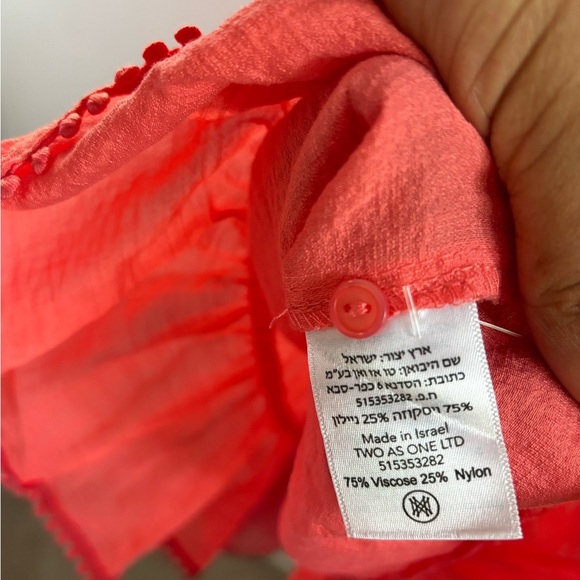 ארץ יצור: ישראל
שם היבואן: טו אז וואן בע"מ
כתובת: הסדנא 6 כפר-סבא
ח.פ. 515353282
75% ויסקוזה 25% ניילון
Made in Israel
TWO AS ONE LTD
515353282
75% Viscose 25% Nylon